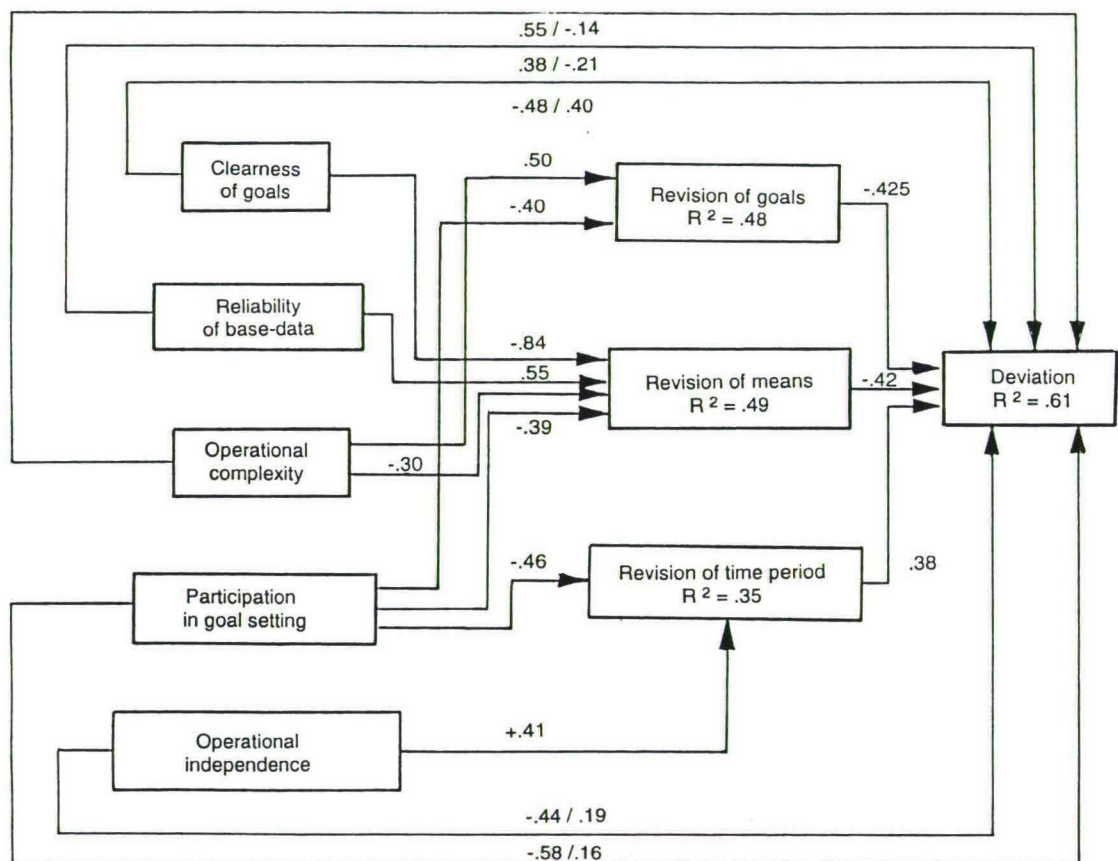 .55 / -.14
.38 / -.21
-.48 / .40
Clearness
of goals
.50
-.40
Revision of goals
R ² = .48
-.425
Reliability
of base-data
-.84
.55
-.39
Revision of means
R ² = .49
-.42
Deviation
R ² = .61
Operational
complexity
-.30
Participation
in goal setting
-.46
Revision of time period
R ² = .35
.38
Operational
independence
+.41
-.44 / .19
-.58 /.16